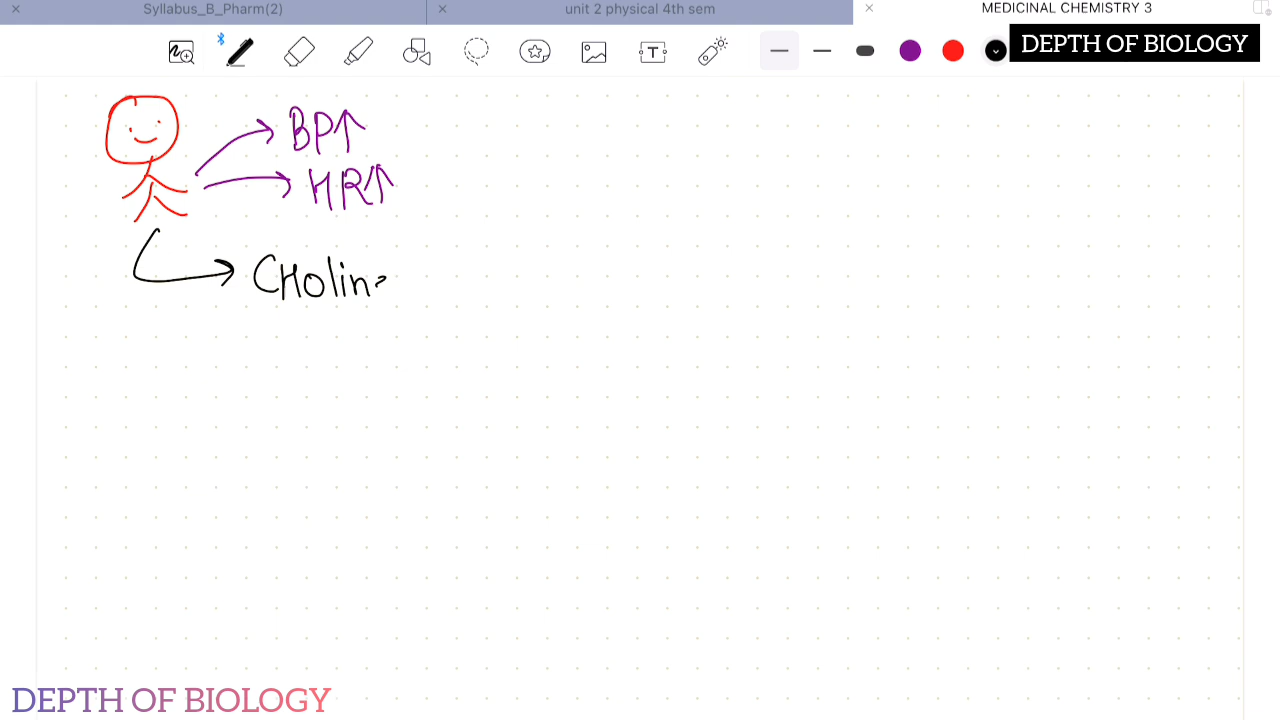 Syllabus_B_Pharm(2)
unit 2 physical 4th sem
MEDICINAL CHEMISTRY 3
DEPTH OF BIOLOGY
T
BP↑
HR↑
CHolin
DEPTH OF BIOLOGY